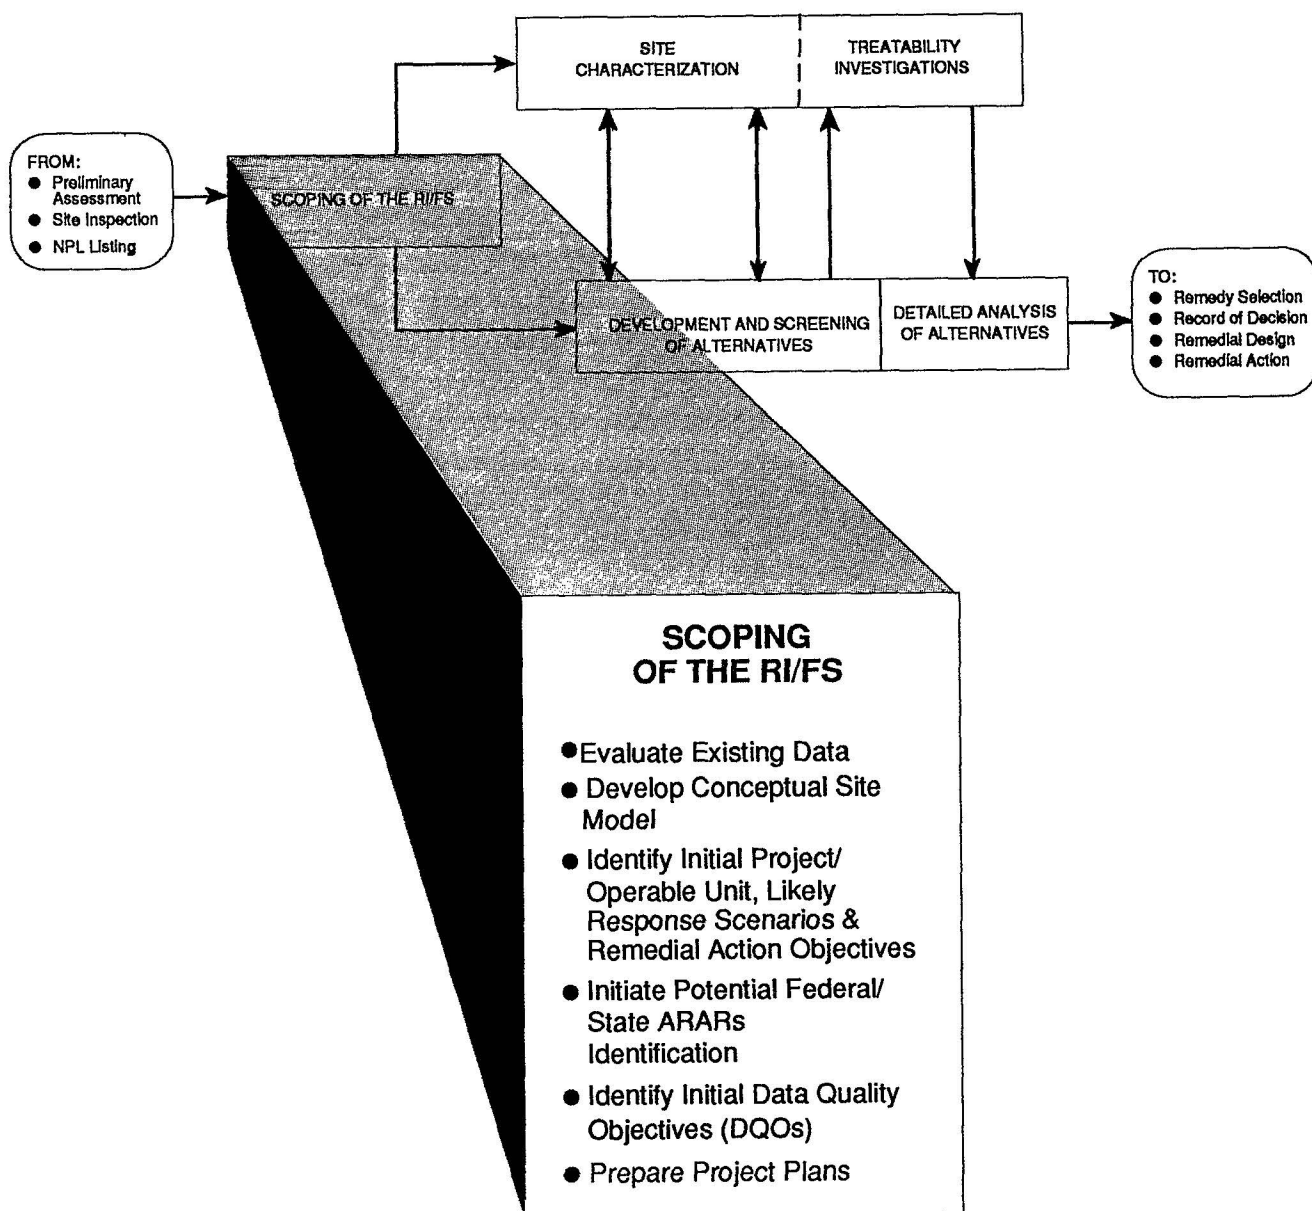 SITE
CHARACTERIZATION
TREATABILITY
INVESTIGATIONS
FROM:
● Preliminary
Assessment
● Site Inspection
● NPL Listing
SCOPING OF THE RI/FS
DEVELOPMENT AND SCREENING
OF ALTERNATIVES
DETAILED ANALYSIS
OF ALTERNATIVES
TO:
● Remedy Selection
● Record of Decision
● Remedial Design
● Remedial Action
SCOPING
OF THE RI/FS
● Evaluate Existing Data
● Develop Conceptual Site
Model
● Identify Initial Project/
Operable Unit, Likely
Response Scenarios &
Remedial Action Objectives
● Initiate Potential Federal/
State ARARs
Identification
● Identify Initial Data Quality
Objectives (DQOs)
● Prepare Project Plans